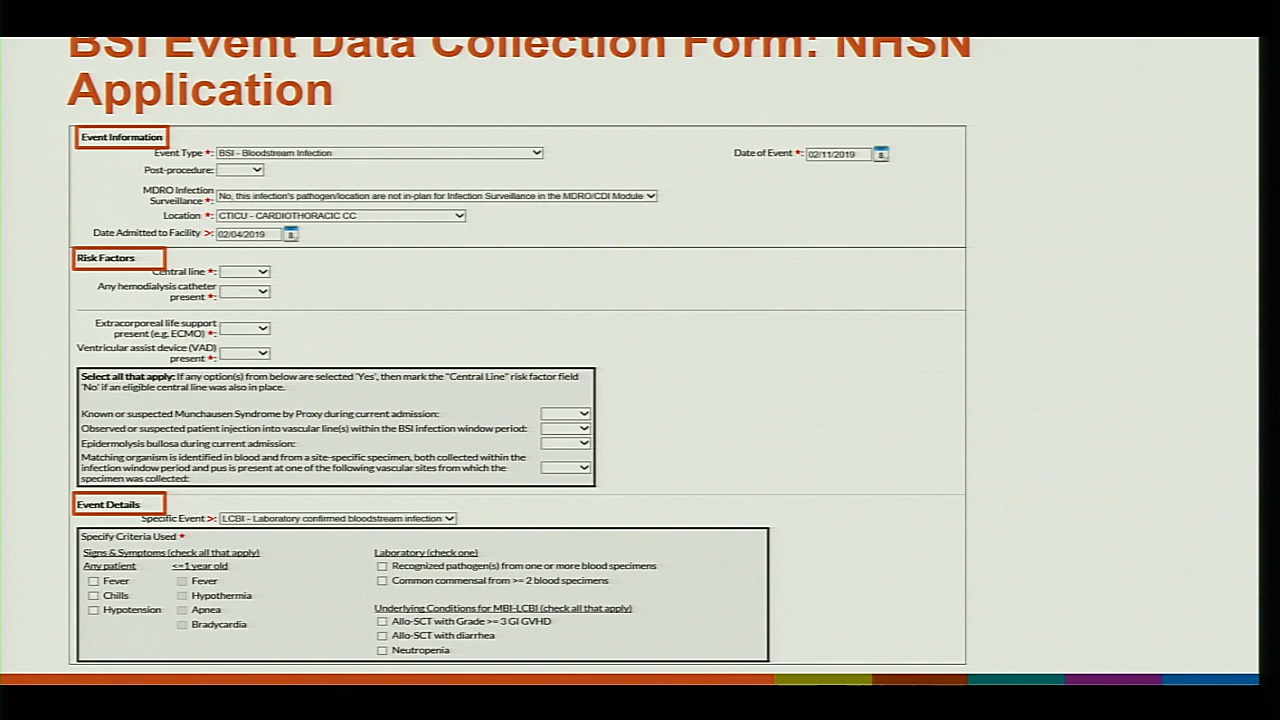 BSI Event Data Collection Form: NHSN
Application
Event Information
Event Type *: BSI - Bloodstream Infection
Date of Event *: 02/11/2019
Post-procedure:
MDRO Infection
Surveillance *: No, this infection's pathogen/location are not in-plan for Infection Surveillance in the MDRO/CDI Module
Location *: CTICU - CARDIOTHORACIC CC
Date Admitted to Facility >: 02/04/2019
Risk Factors
Central line *:
Any hemodialysis catheter
present *:
Extracorporeal life support
present (e.g. ECMO) *:
Ventricular assist device (VAD)
present *:
Select all that apply: If any option(s) from below are selected 'Yes', then mark the "Central Line" risk factor field
'No' if an eligible central line was also in place.
Known or suspected Munchausen Syndrome by Proxy during current admission:
Observed or suspected patient injection into vascular line(s) within the BSI infection window period:
Epidermolysis bullosa during current admission:
Matching organism is identified in blood and from a site-specific specimen, both collected within the
infection window period and pus is present at one of the following vascular sites from which the
specimen was collected:
Event Details
Specific Event >: LCBI - Laboratory confirmed bloodstream infection
Specify Criteria Used *
Signs & Symptoms (check all that apply)
Any patient
<=1 year old
Fever
Fever
Chills
Hypothermia
Hypotension
Apnea
Bradycardia
Laboratory (check one)
Recognized pathogen(s) from one or more blood specimens
Common commensal from >= 2 blood specimens
Underlying Conditions for MBI-LCBI (check all that apply)
Allo-SCT with Grade >= 3 GI GVHD
Allo-SCT with diarrhea
Neutropenia